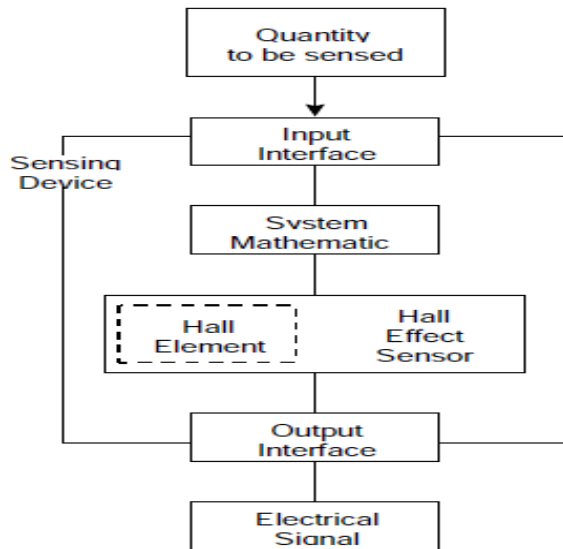 Quantity
to be sensed
Input
Interface
Sensing
Device
System
Mathematic
Hall
Element
Hall
Effect
Sensor
Output
Interface
Electrical
Signal